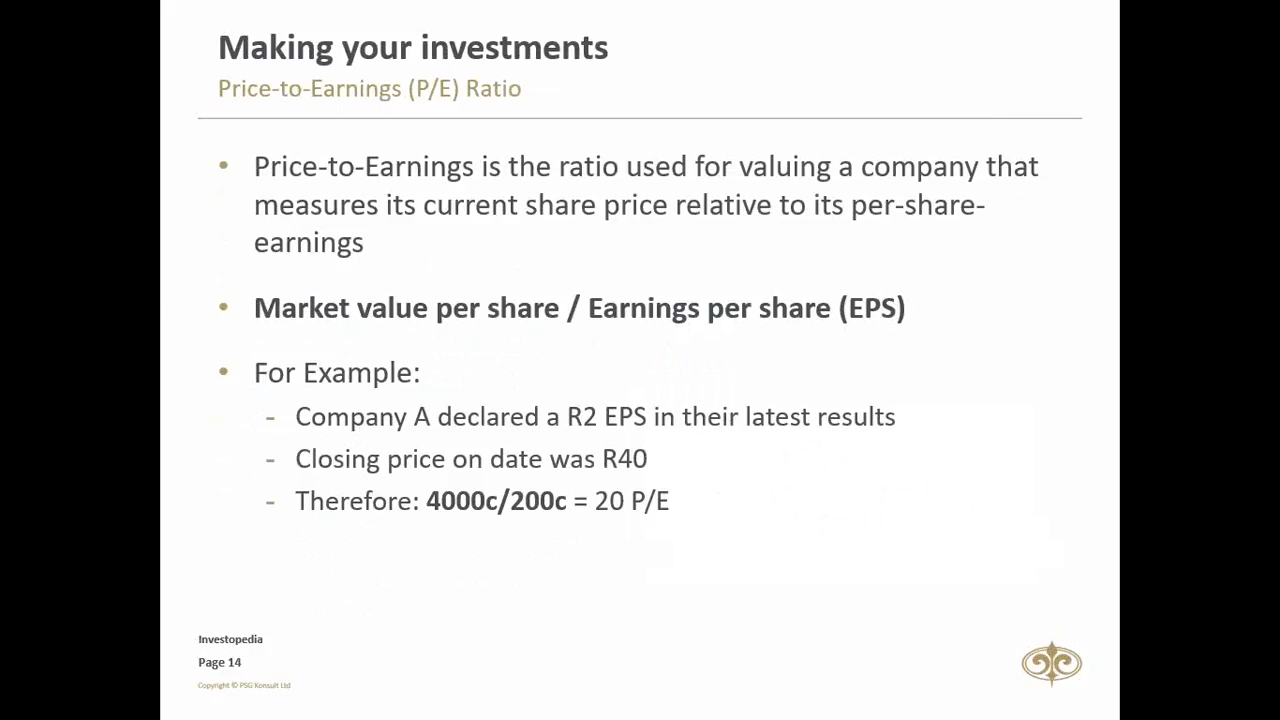 Making your investments
Price-to-Earnings (P/E) Ratio
• Price-to-Earnings is the ratio used for valuing a company that
measures its current share price relative to its per-share-
earnings
• Market value per share / Earnings per share (EPS)
• For Example:
- Company A declared a R2 EPS in their latest results
- Closing price on date was R40
- Therefore: 4000c/200c = 20 P/E
Investopedia
Page 14
Copyright © PSG Konsult Ltd